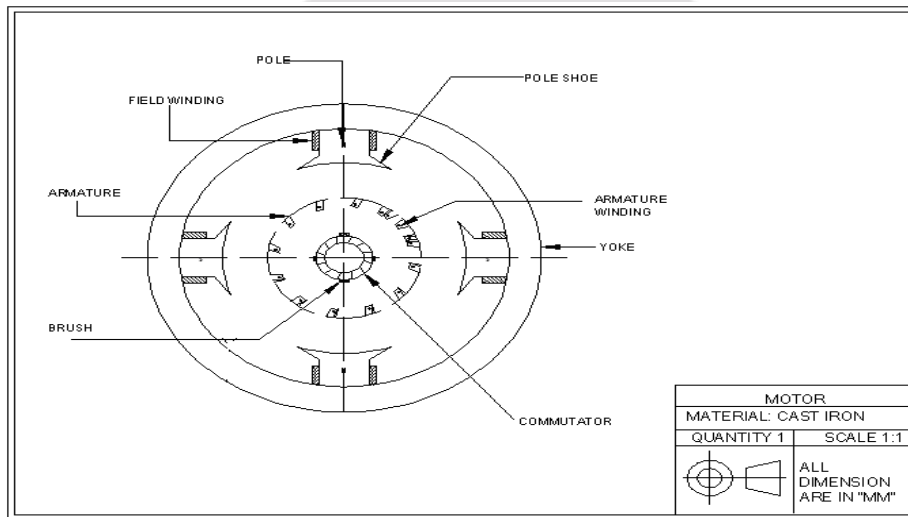 POLE
POLE SHOE
FIELD WINDING
ARMATURE
ARMATURE
WINDING
YOKE
BRUSH
COMMUTATOR
MOTOR
MATERIAL: CAST IRON
QUANTITY 1
SCALE 1:1
ALL
DIMENSION
ARE IN "MM"